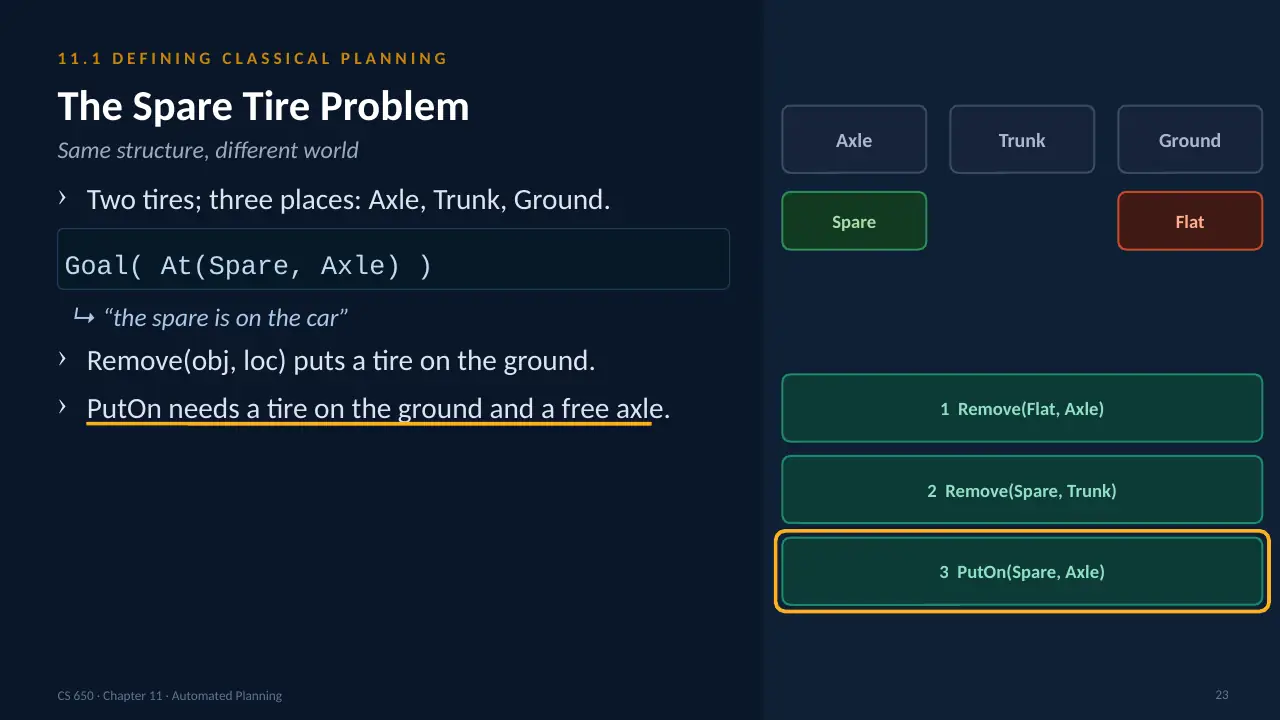 11.1 DEFINING CLASSICAL PLANNING
The Spare Tire Problem
Same structure, different world
› Two tires; three places: Axle, Trunk, Ground.
Goal( At(Spare, Axle) )
↪ “the spare is on the car”
› Remove(obj, loc) puts a tire on the ground.
› PutOn needs a tire on the ground and a free axle.
Axle Trunk Ground
Spare Flat
1 Remove(Flat, Axle)
2 Remove(Spare, Trunk)
3 PutOn(Spare, Axle)
CS 650 · Chapter 11 · Automated Planning
23